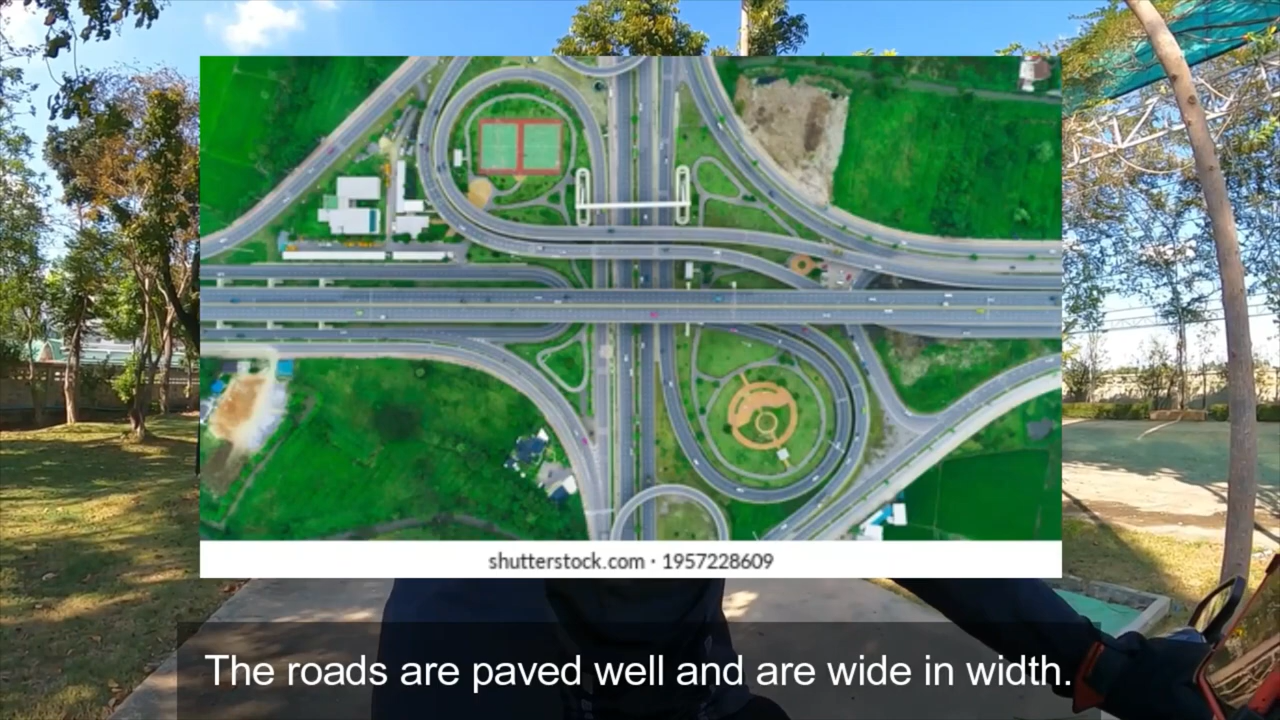 shutterstock.com · 1957228609
The roads are paved well and are wide in width.